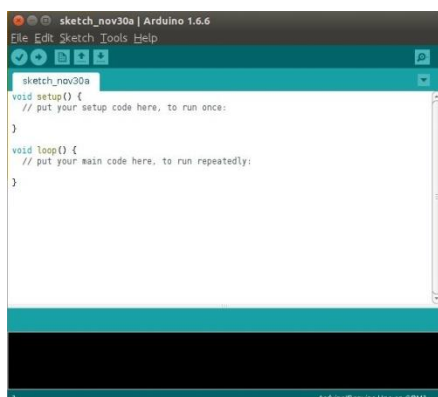 sketch_nov30a | Arduino 1.6.6
File Edit Sketch Tools Help
sketch_nov30a
void setup() {
// put your setup code here, to run once:
}
void loop() {
// put your main code here, to run repeatedly:
}